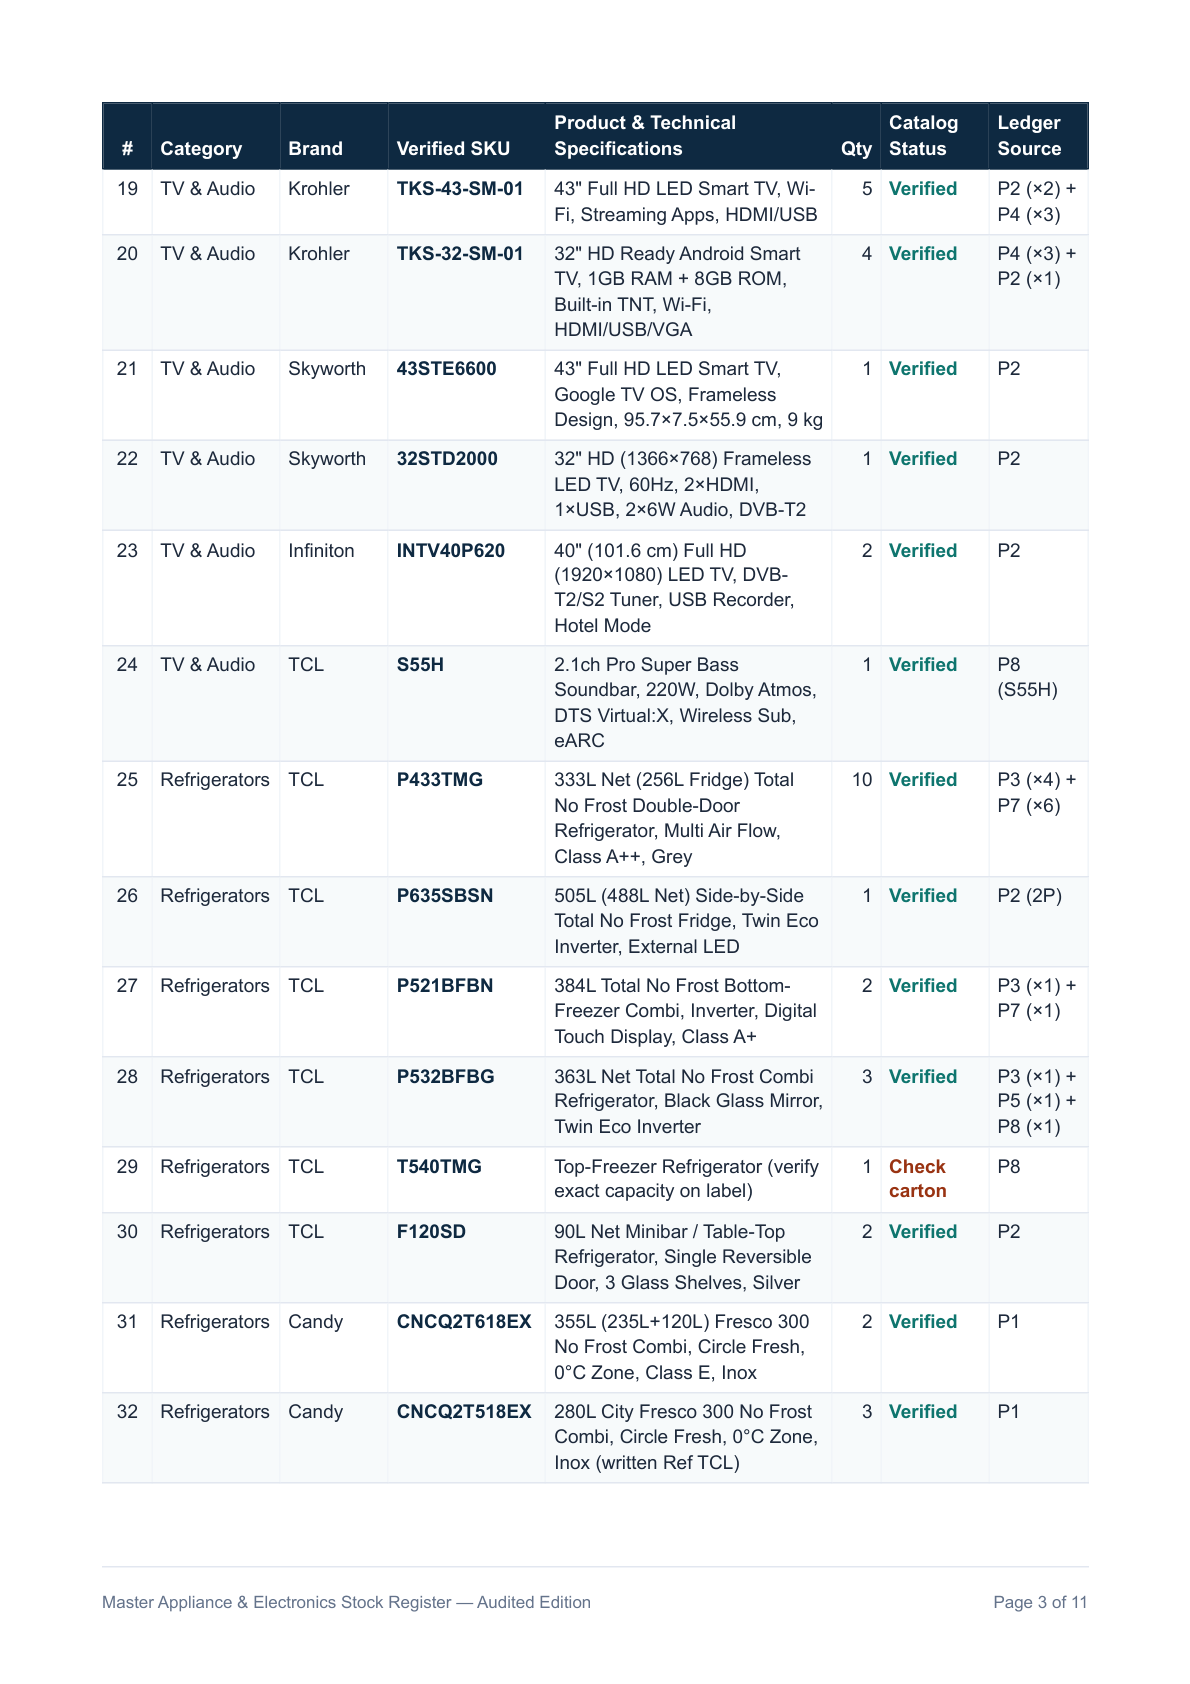 # Category Brand Verified SKU Product & Technical Specifications Qty Catalog Status Ledger Source
19 TV & Audio Krohler TKS-43-SM-01 43" Full HD LED Smart TV, Wi- 5 Verified P2 (×2) +
Fi, Streaming Apps, HDMI/USB P4 (×3)
20 TV & Audio Krohler TKS-32-SM-01 32" HD Ready Android Smart 4 Verified P4 (×3) +
TV, 1GB RAM + 8GB ROM, P2 (×1)
Built-in TNT, Wi-Fi,
HDMI/USB/VGA
21 TV & Audio Skyworth 43STE6600 43" Full HD LED Smart TV, 1 Verified P2
Google TV OS, Frameless
Design, 95.7×7.5×55.9 cm, 9 kg
22 TV & Audio Skyworth 32STD2000 32" HD (1366×768) Frameless 1 Verified P2
LED TV, 60Hz, 2×HDMI,
1×USB, 2×6W Audio, DVB-T2
23 TV & Audio Infiniton INTV40P620 40" (101.6 cm) Full HD 2 Verified P2
(1920×1080) LED TV, DVB-
T2/S2 Tuner, USB Recorder,
Hotel Mode
24 TV & Audio TCL S55H 2.1ch Pro Super Bass 1 Verified P8
Soundbar, 220W, Dolby Atmos, (S55H)
DTS Virtual:X, Wireless Sub,
eARC
25 Refrigerators TCL P433TMG 333L Net (256L Fridge) Total 10 Verified P3 (×4) +
No Frost Double-Door P7 (×6)
Refrigerator, Multi Air Flow,
Class A++, Grey
26 Refrigerators TCL P635SBSN 505L (488L Net) Side-by-Side 1 Verified P2 (2P)
Total No Frost Fridge, Twin Eco
Inverter, External LED
27 Refrigerators TCL P521BFBN 384L Total No Frost Bottom- 2 Verified P3 (×1) +
Freezer Combi, Inverter, Digital P7 (×1)
Touch Display, Class A+
28 Refrigerators TCL P532BFBG 363L Net Total No Frost Combi 3 Verified P3 (×1) +
Refrigerator, Black Glass Mirror, P5 (×1) +
Twin Eco Inverter P8 (×1)
29 Refrigerators TCL T540TMG Top-Freezer Refrigerator (verify 1 Check P8
exact capacity on label) carton
30 Refrigerators TCL F120SD 90L Net Minibar / Table-Top 2 Verified P2
Refrigerator, Single Reversible
Door, 3 Glass Shelves, Silver
31 Refrigerators Candy CNCQ2T618EX 355L (235L+120L) Fresco 300 2 Verified P1
No Frost Combi, Circle Fresh,
0°C Zone, Class E, Inox
32 Refrigerators Candy CNCQ2T518EX 280L City Fresco 300 No Frost 3 Verified P1
Combi, Circle Fresh, 0°C Zone,
Inox (written Ref TCL)
Master Appliance & Electronics Stock Register — Audited Edition Page 3 of 11